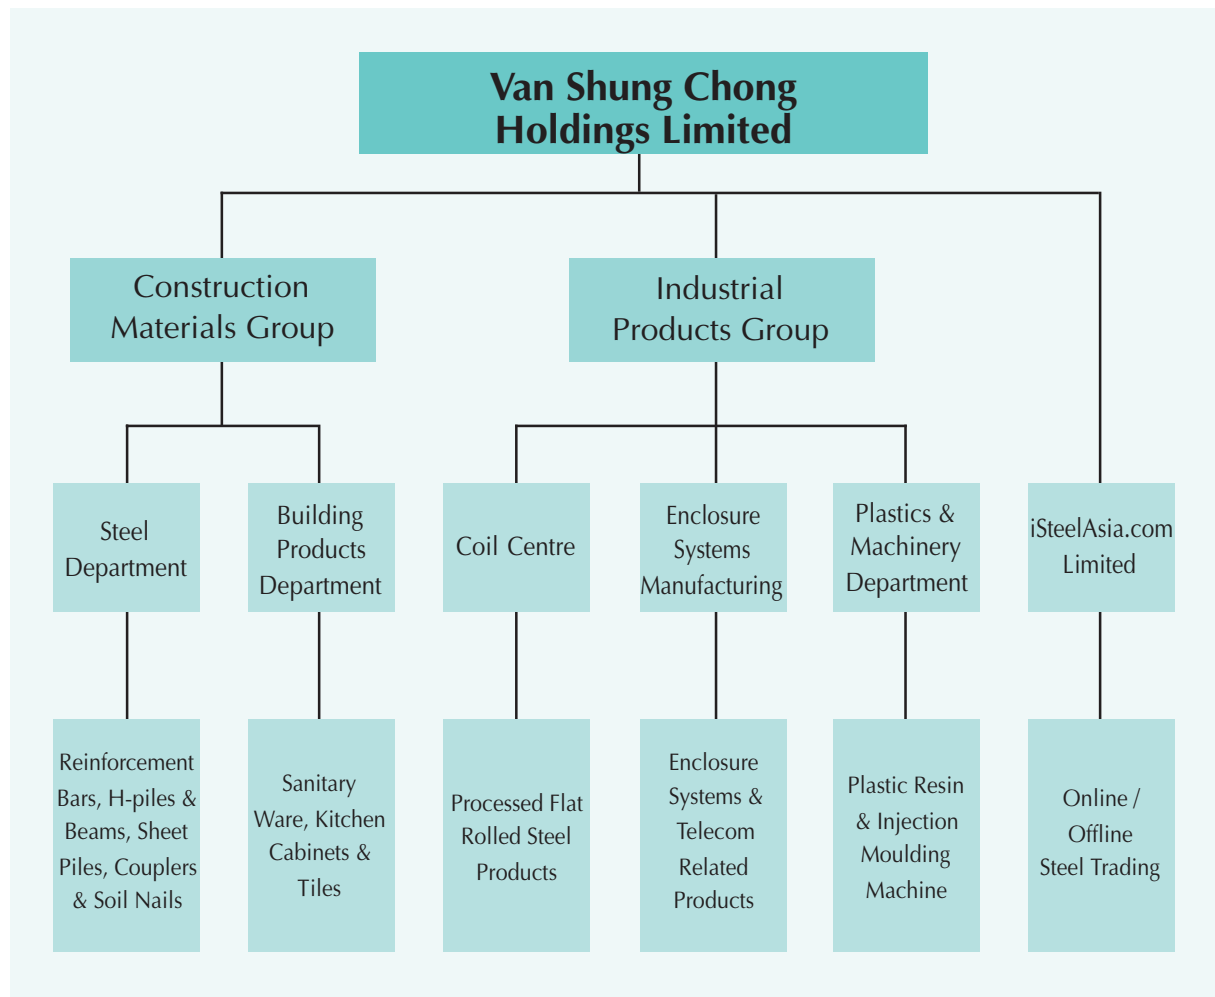 Van Shung Chong
Holdings Limited
Construction
Materials Group
Industrial
Products Group
Steel
Department
Building
Products
Department
Coil Centre
Enclosure
Systems
Manufacturing
Plastics &
Machinery
Department
iSteelAsia.com
Limited
Reinforcement
Bars, H-piles &
Beams, Sheet
Piles, Couplers
& Soil Nails
Sanitary
Ware, Kitchen
Cabinets &
Tiles
Processed Flat
Rolled Steel
Products
Enclosure
Systems &
Telecom
Related
Products
Plastic Resin
& Injection
Moulding
Machine
Online /
Offline
Steel Trading